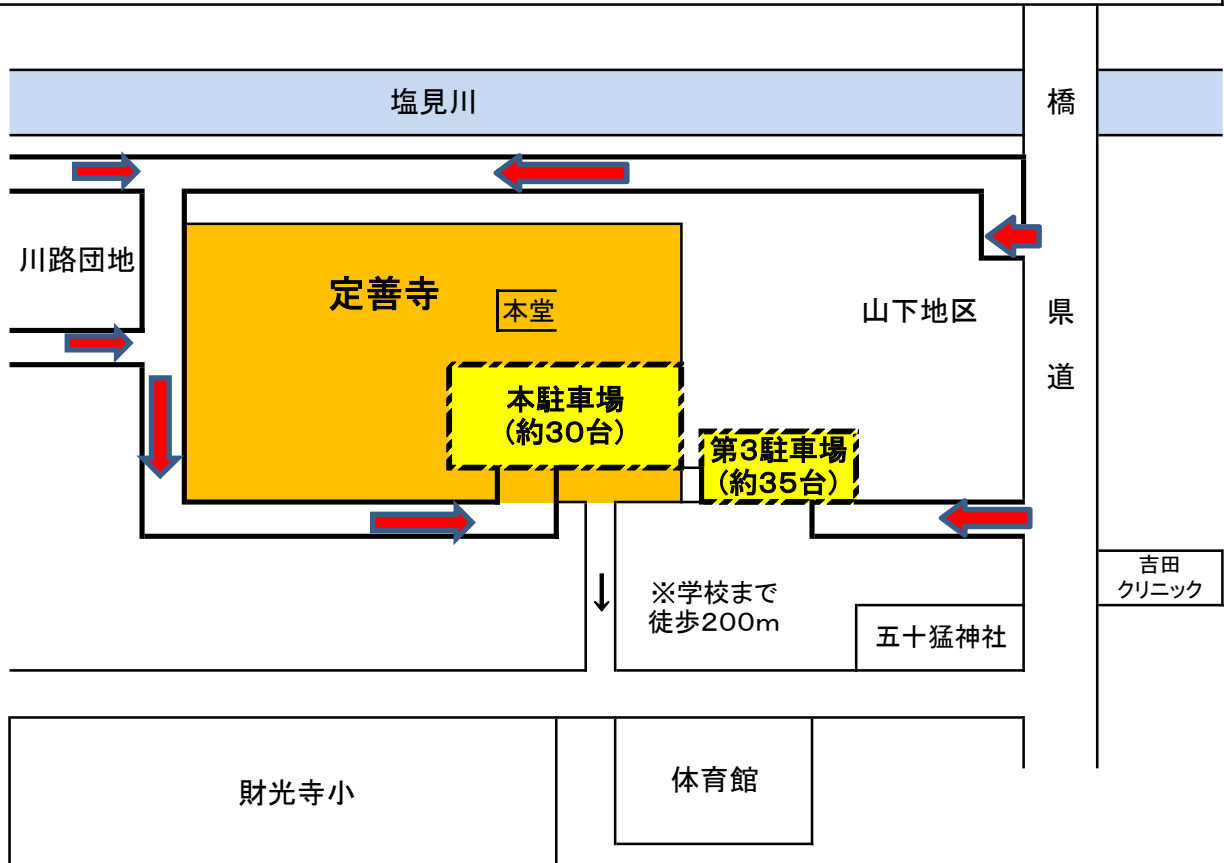 塩見川
橋
川路団地
定善寺
本堂
山下地区
県
道
本駐車場
(約30台)
第3駐車場
(約35台)
※学校まで
徒歩200m
吉田
クリニック
五十猛神社
財光寺小
体育館